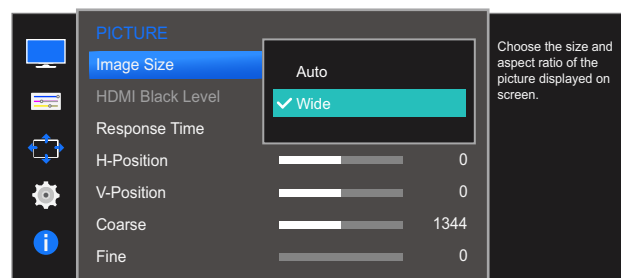 PICTURE
Image Size
Auto
Wide
HDMI Black Level
Response Time
H-Position 0
V-Position 0
Coarse 1344
Fine 0
Choose the size and
aspect ratio of the
picture displayed on
screen.